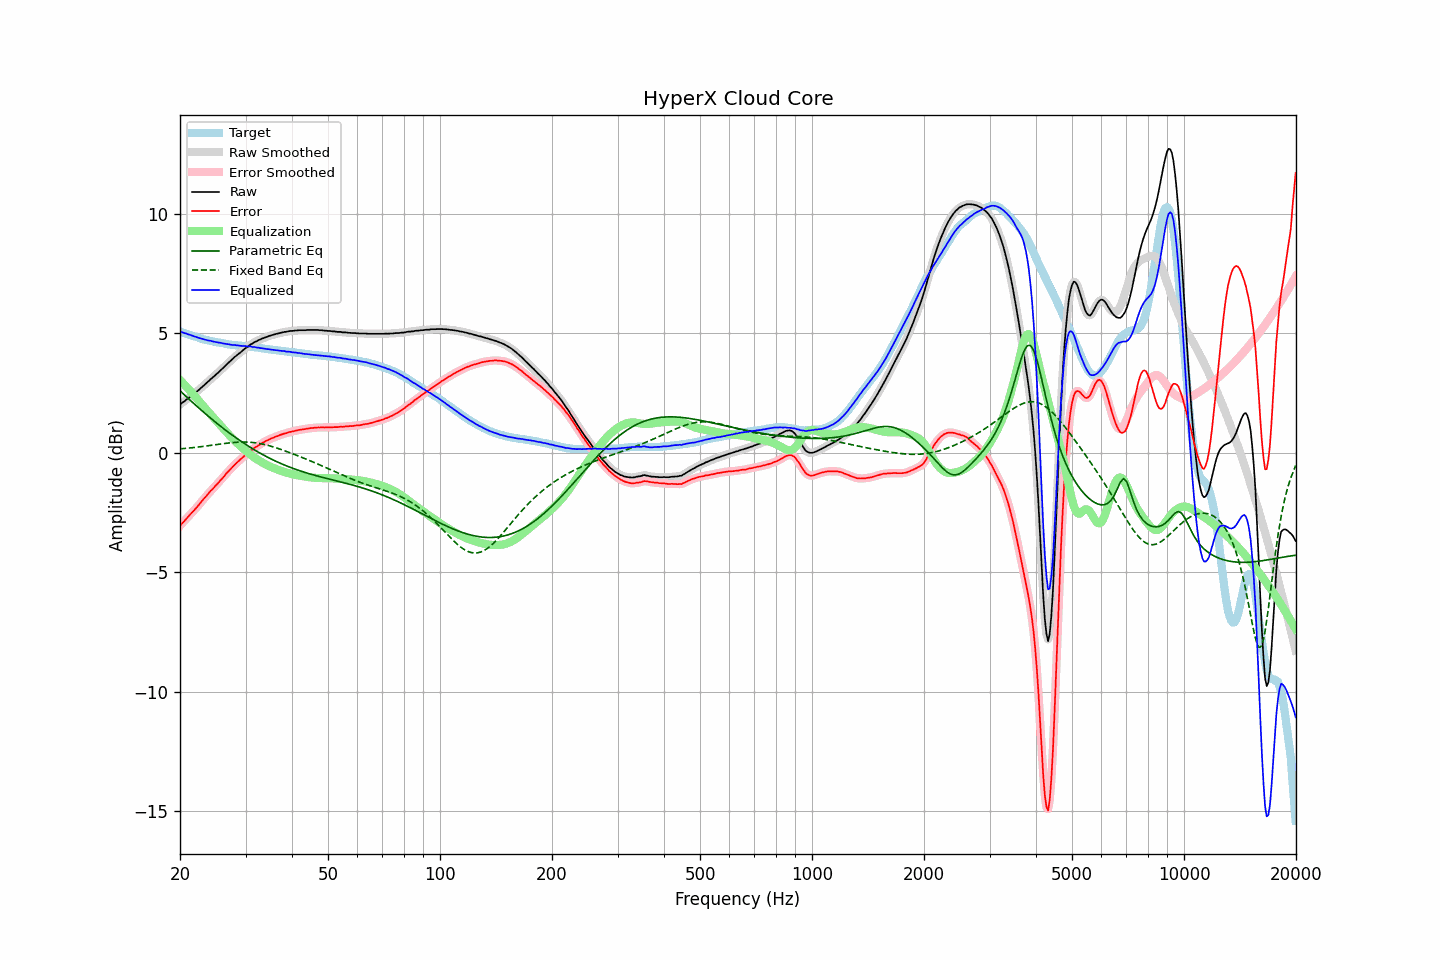 HyperX Cloud Core
Target
Raw Smoothed
Error Smoothed
Raw
Error
Equalization
Parametric Eq
Fixed Band Eq
Equalized
10
5
0
−5
−10
−15
Amplitude (dBr)
20 50 100 200 500 1000 2000 5000 10000 20000
Frequency (Hz)